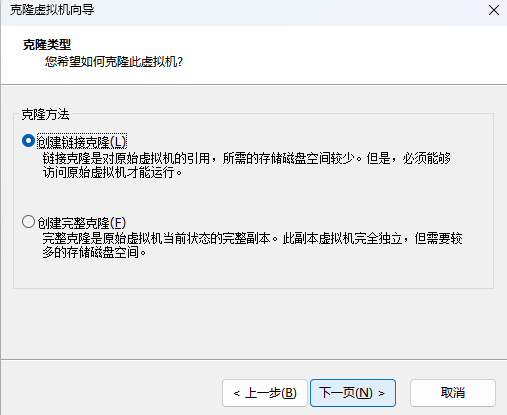 克隆虚拟机向导
克隆类型
您希望如何克隆此虚拟机?
克隆方法
创建链接克隆(L)
链接克隆是对原始虚拟机的引用，所需的存储磁盘空间较少。但是，必须能够
访问原始虚拟机才能运行。
创建完整克隆(F)
完整克隆是原始虚拟机当前状态的完整副本。此副本虚拟机完全独立，但需要较
多的存储磁盘空间。
< 上一步(B)
下一页(N) >
取消